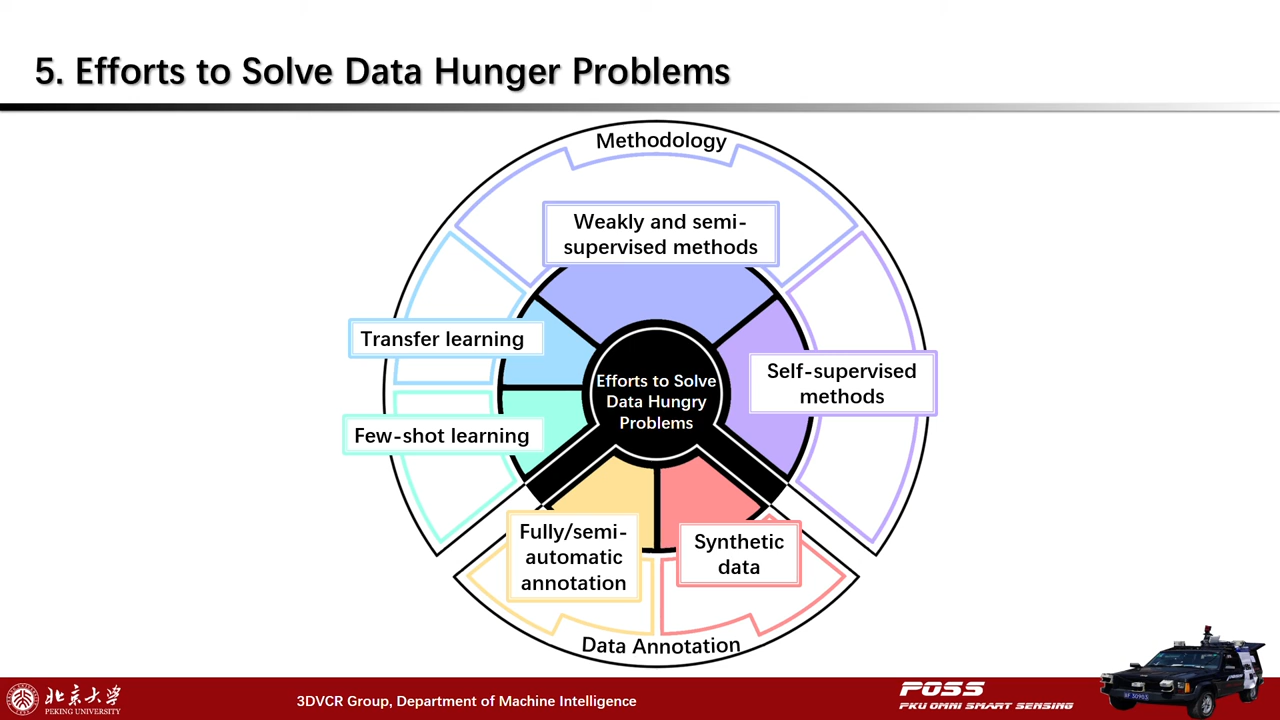 5. Efforts to Solve Data Hunger Problems
Methodology
Weakly and semi-
supervised methods
Transfer learning
Self-supervised
methods
Efforts to Solve
Data Hungry
Problems
Few-shot learning
Fully/semi-
automatic
annotation
Synthetic
data
Data Annotation
北京大学
PEKING UNIVERSITY
3DVCR Group, Department of Machine Intelligence
POSS
PKU OMNI SMART SENSING